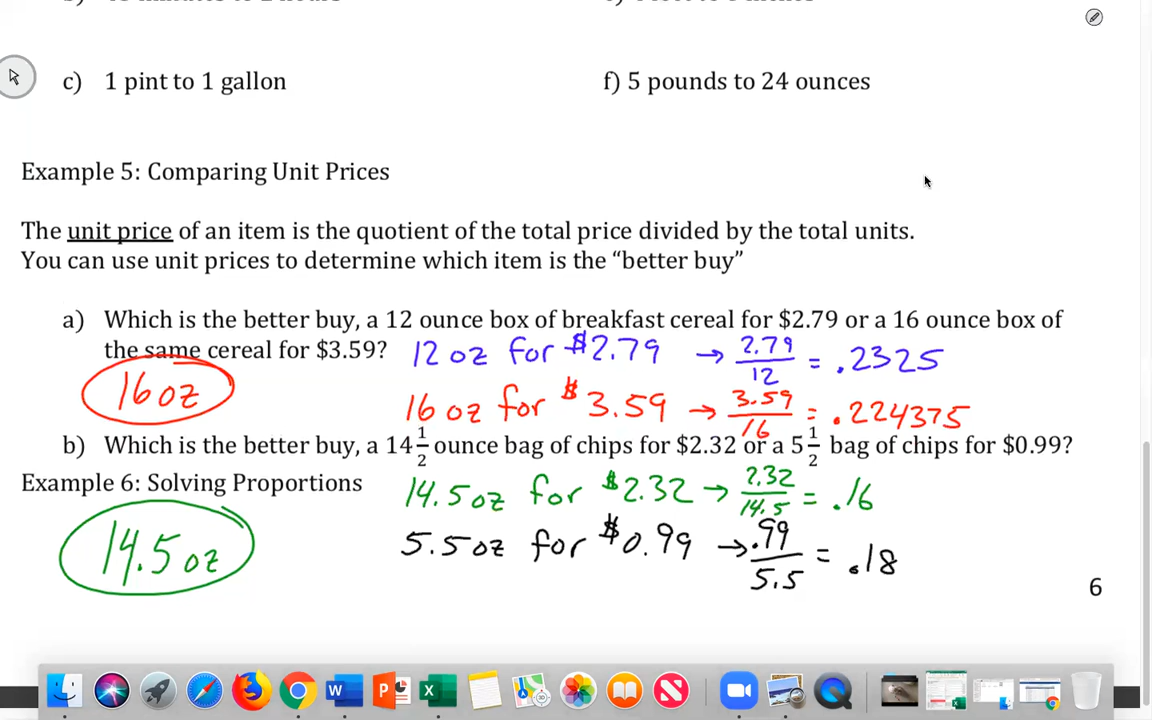 c) 1 pint to 1 gallon
f) 5 pounds to 24 ounces
Example 5: Comparing Unit Prices
The unit price of an item is the quotient of the total price divided by the total units.
You can use unit prices to determine which item is the “better buy”
a) Which is the better buy, a 12 ounce box of breakfast cereal for $2.79 or a 16 ounce box of
the same cereal for $3.59? 12 oz for $2.79 → 2.79/12 = .2325
16 oz
16 oz for $3.59 → 3.59/16 = .224375
b) Which is the better buy, a 14 1/2 ounce bag of chips for $2.32 or a 5 1/2 bag of chips for $0.99?
Example 6: Solving Proportions
14.5oz for $2.32 → 2.32/14.5 = .16
14.5 oz
5.5oz for $0.99 → .99/5.5 = .18
6